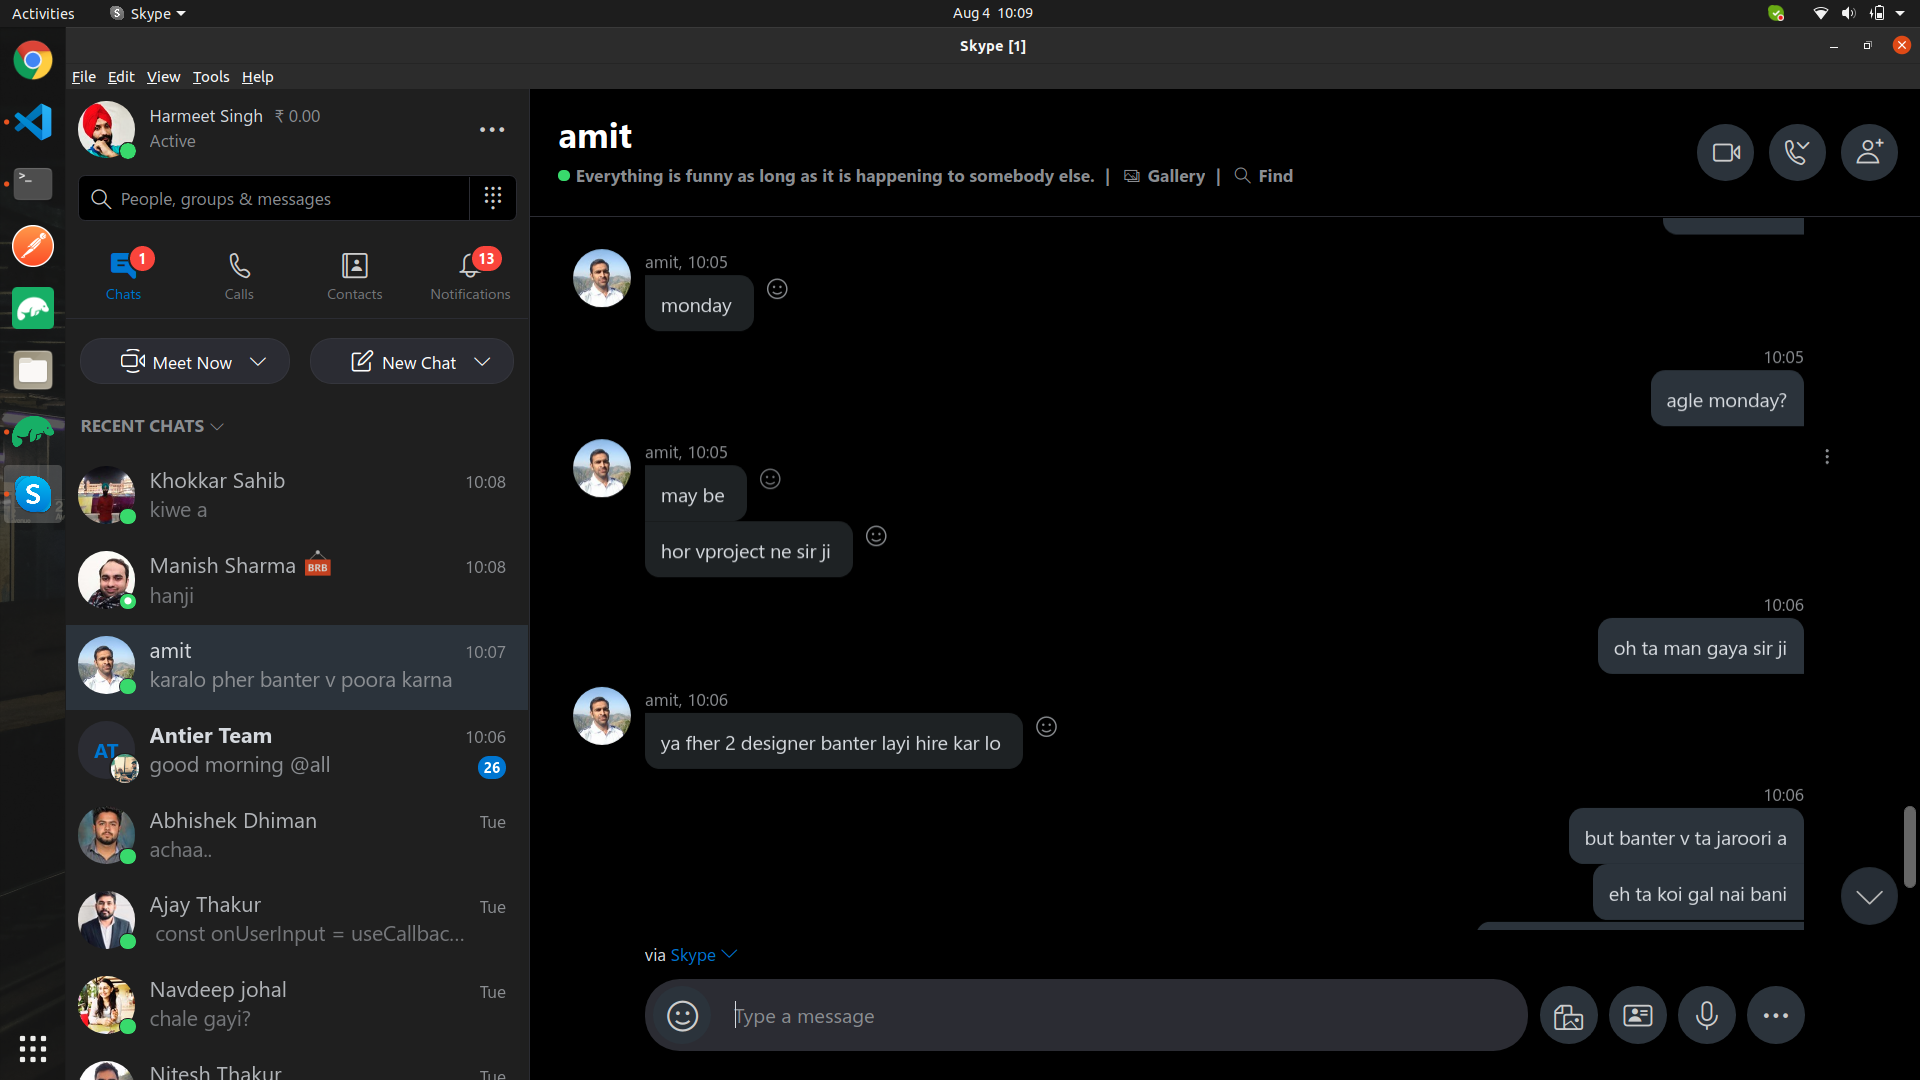 Activities
Skype
Aug 4 10:09
Skype [1]
File Edit View Tools Help
Harmeet Singh ₹ 0.00
Active
People, groups & messages
1
13
Chats
Calls
Contacts
Notifications
Meet Now
New Chat
RECENT CHATS
Khokkar Sahib 10:08
kiwe a
Manish Sharma BRB 10:08
hanji
amit 10:07
karalo pher banter v poora karna
AT
Antier Team 10:06
good morning @all 26
Abhishek Dhiman Tue
achaa..
Ajay Thakur Tue
const onUserInput = useCallbac...
Navdeep johal Tue
chale gayi?
Nitesh Thakur Tue
amit
Everything is funny as long as it is happening to somebody else. | Gallery | Find
amit, 10:05
monday
10:05
agle monday?
amit, 10:05
may be
hor vproject ne sir ji
10:06
oh ta man gaya sir ji
amit, 10:06
ya fher 2 designer banter layi hire kar lo
10:06
but banter v ta jaroori a
eh ta koi gal nai bani
via Skype
Type a message